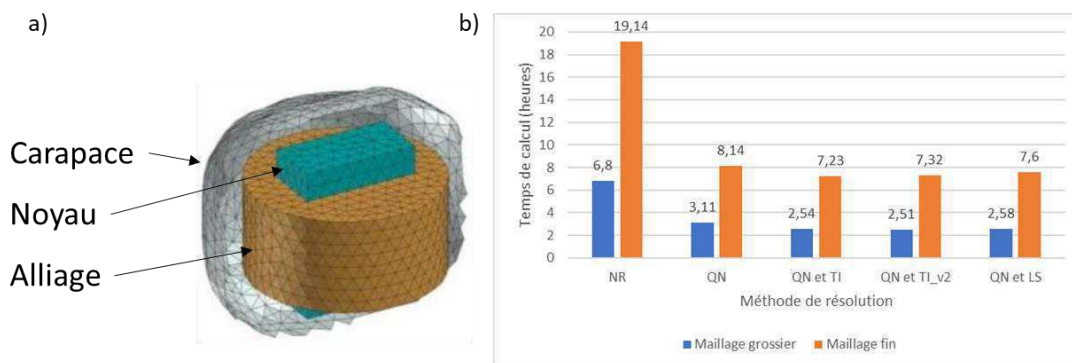 a)
Carapace
Noyau
Alliage
b)
Temps de calcul (heures)
20
18
16
14
12
10
8
6
4
2
0
6,8
19,14
3,11
8,14
2,54
7,23
2,51
7,32
2,58
7,6
NR
QN
QN et TI
QN et TI_v2
QN et LS
Méthode de résolution
Maillage grossier
Maillage fin